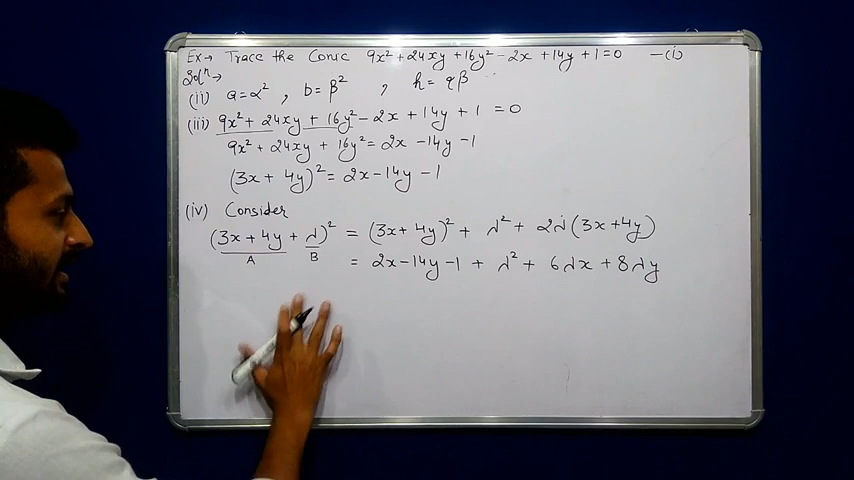 Ex→ Trace the Conic 9x² + 24xy + 16y² - 2x + 14y + 1 = 0 —(i)
Solⁿ→
(ii) a = α² , b = β² , h = αβ
(iii) 9x² + 24xy + 16y² - 2x + 14y + 1 = 0
9x² + 24xy + 16y² = 2x - 14y - 1
(3x + 4y)² = 2x - 14y - 1
(iv) Consider
(3x + 4y + λ)² = (3x + 4y)² + λ² + 2λ(3x + 4y)
A B
= 2x - 14y - 1 + λ² + 6λx + 8λy